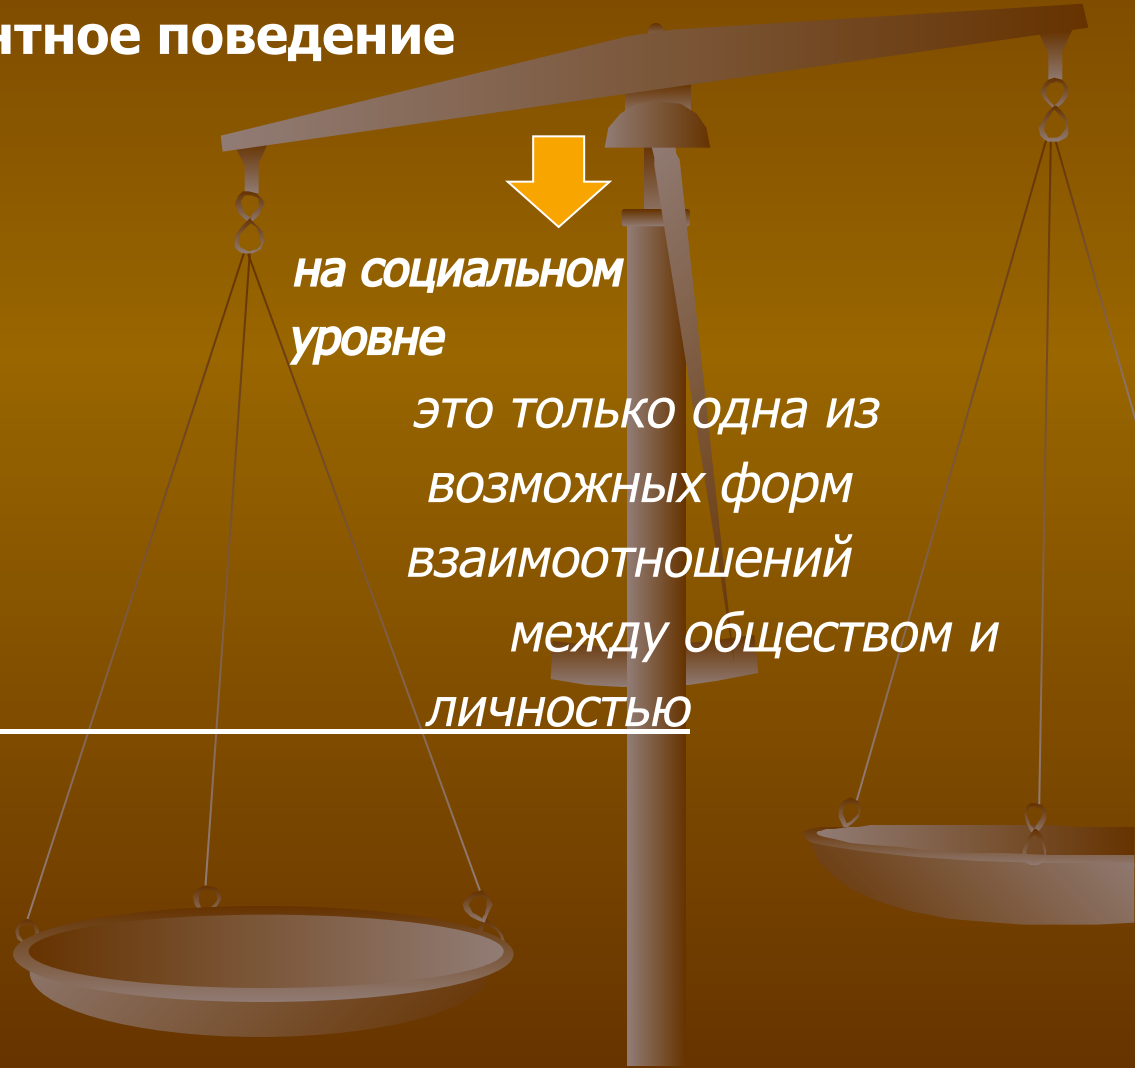 нтное поведение
на социальном
уровне
это только одна из
возможных форм
взаимоотношений
между обществом и
личностью